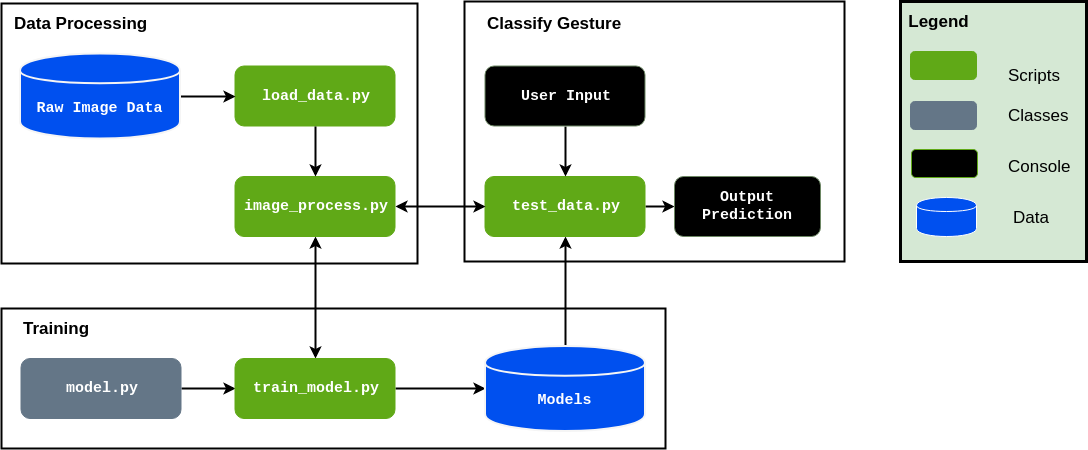 Data Processing
Raw Image Data
load_data.py
image_process.py
Classify Gesture
User Input
test_data.py
Output
Prediction
Training
model.py
train_model.py
Models
Legend
Scripts
Classes
Console
Data